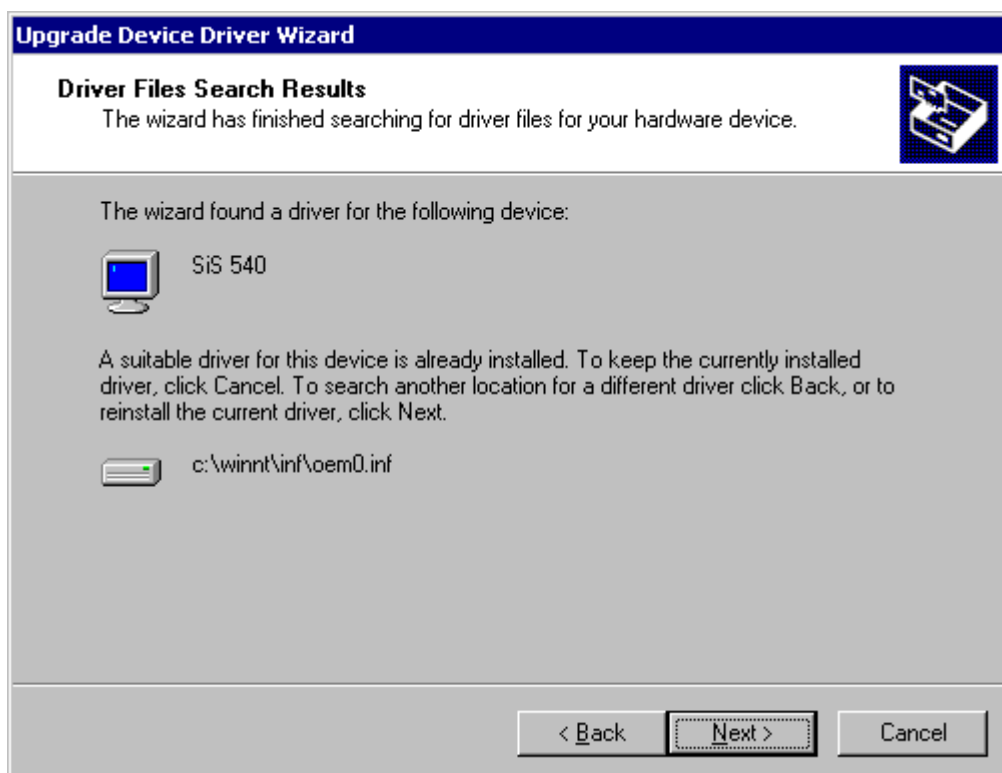 Upgrade Device Driver Wizard
Driver Files Search Results
The wizard has finished searching for driver files for your hardware device.
The wizard found a driver for the following device:
SiS 540
A suitable driver for this device is already installed. To keep the currently installed
driver, click Cancel. To search another location for a different driver click Back, or to
reinstall the current driver, click Next.
c:\winnt\inf\oem0.inf
< Back
Next >
Cancel